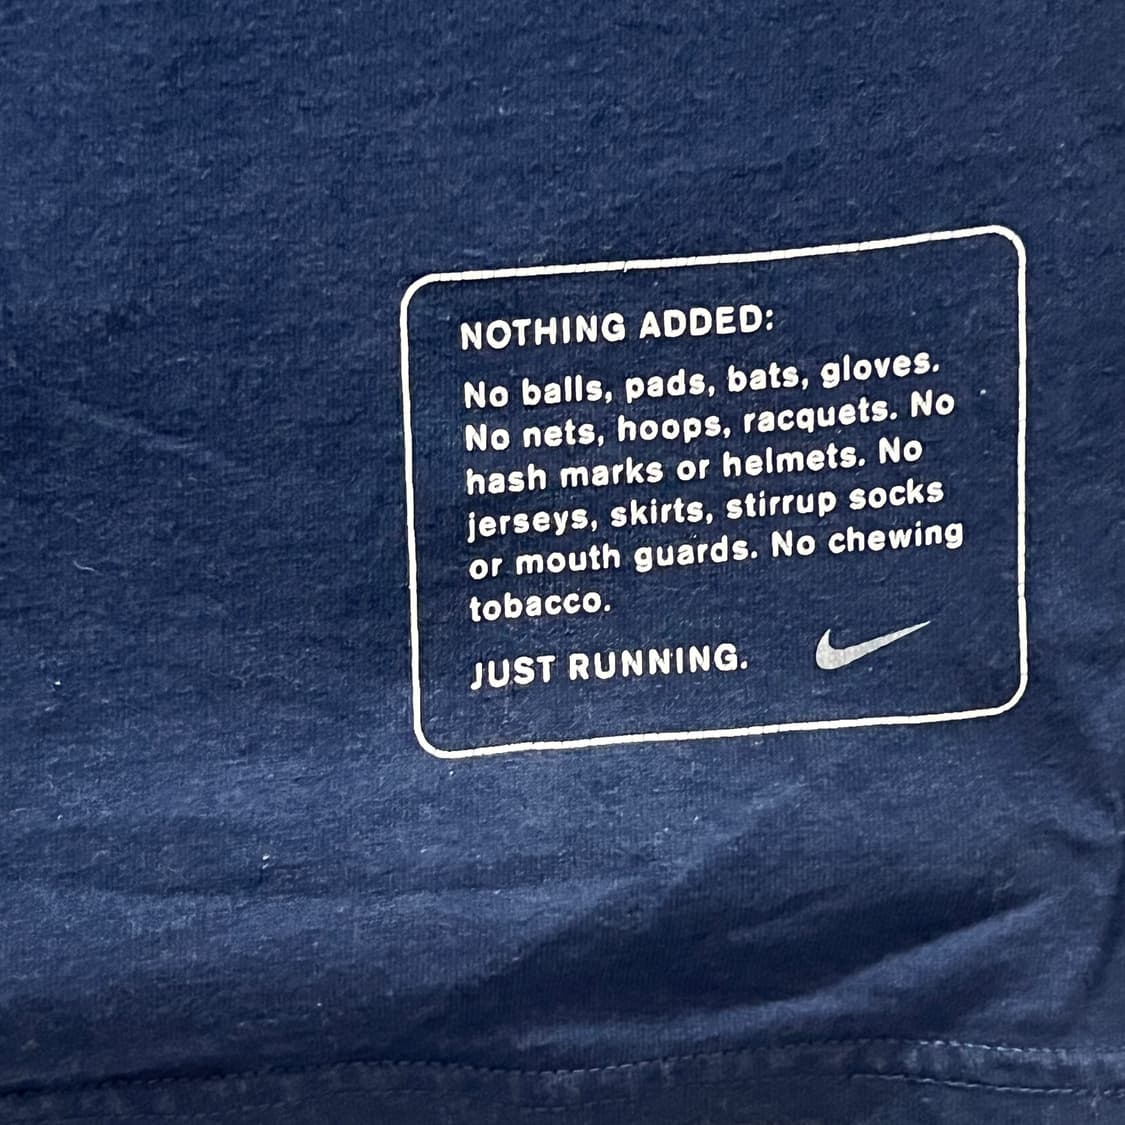 NOTHING ADDED:
No balls, pads, bats, gloves.
No nets, hoops, racquets. No
hash marks or helmets. No
jerseys, skirts, stirrup socks
or mouth guards. No chewing
tobacco.
JUST RUNNING.